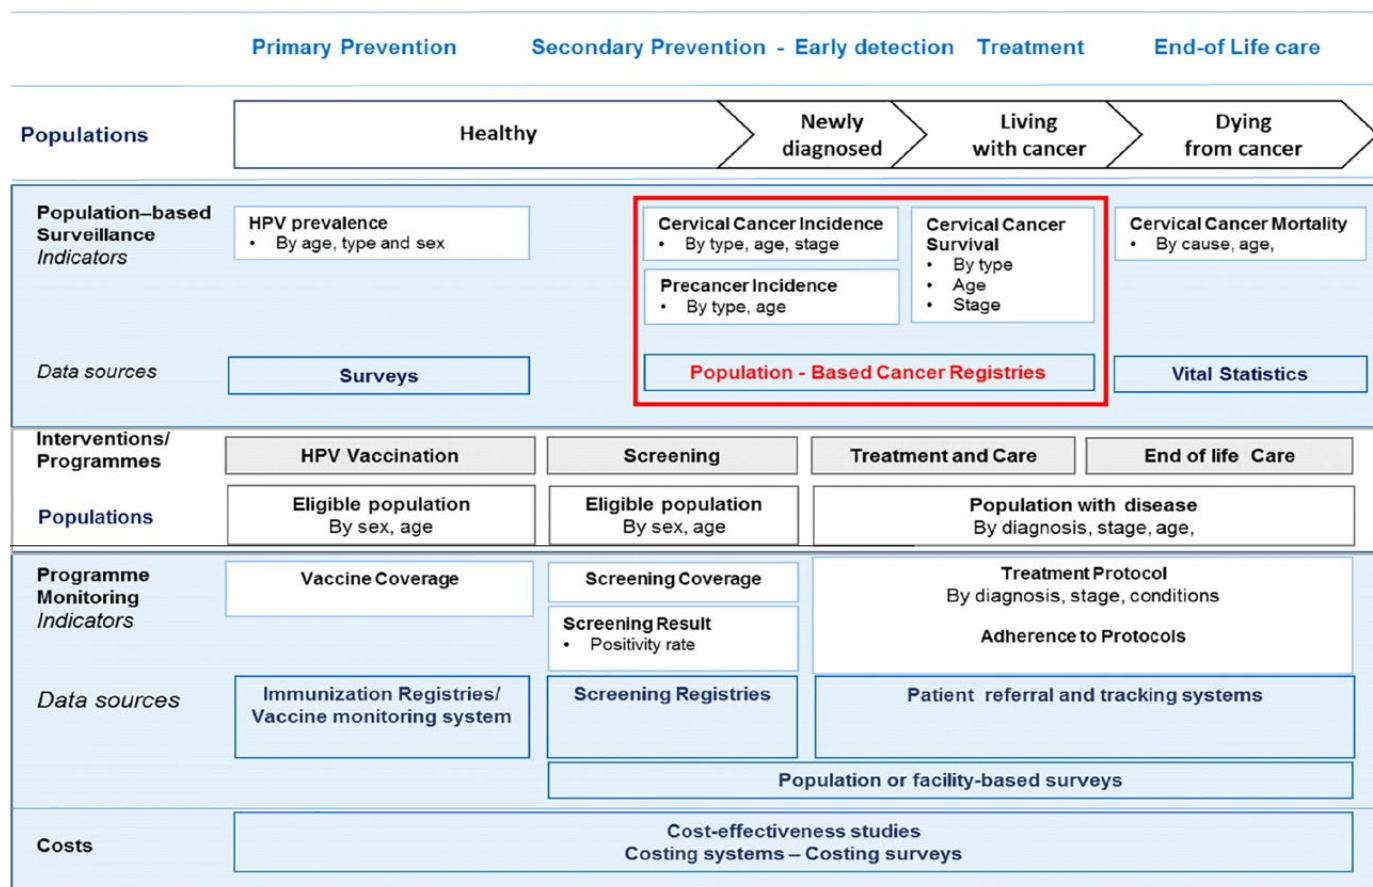 Primary Prevention
Secondary Prevention - Early detection
Treatment
End-of Life care
Populations
Healthy
Newly
diagnosed
Living
with cancer
Dying
from cancer
Population–based
Surveillance
Indicators
HPV prevalence
• By age, type and sex
Cervical Cancer Incidence
• By type, age, stage
Precancer Incidence
• By type, age
Cervical Cancer
Survival
• By type
• Age
• Stage
Cervical Cancer Mortality
• By cause, age,
Data sources
Surveys
Population - Based Cancer Registries
Vital Statistics
Interventions/
Programmes
HPV Vaccination
Screening
Treatment and Care
End of life Care
Populations
Eligible population
By sex, age
Eligible population
By sex, age
Population with disease
By diagnosis, stage, age,
Programme
Monitoring
Indicators
Vaccine Coverage
Screening Coverage
Screening Result
• Positivity rate
Treatment Protocol
By diagnosis, stage, conditions
Adherence to Protocols
Data sources
Immunization Registries/
Vaccine monitoring system
Screening Registries
Patient referral and tracking systems
Population or facility-based surveys
Costs
Cost-effectiveness studies
Costing systems – Costing surveys